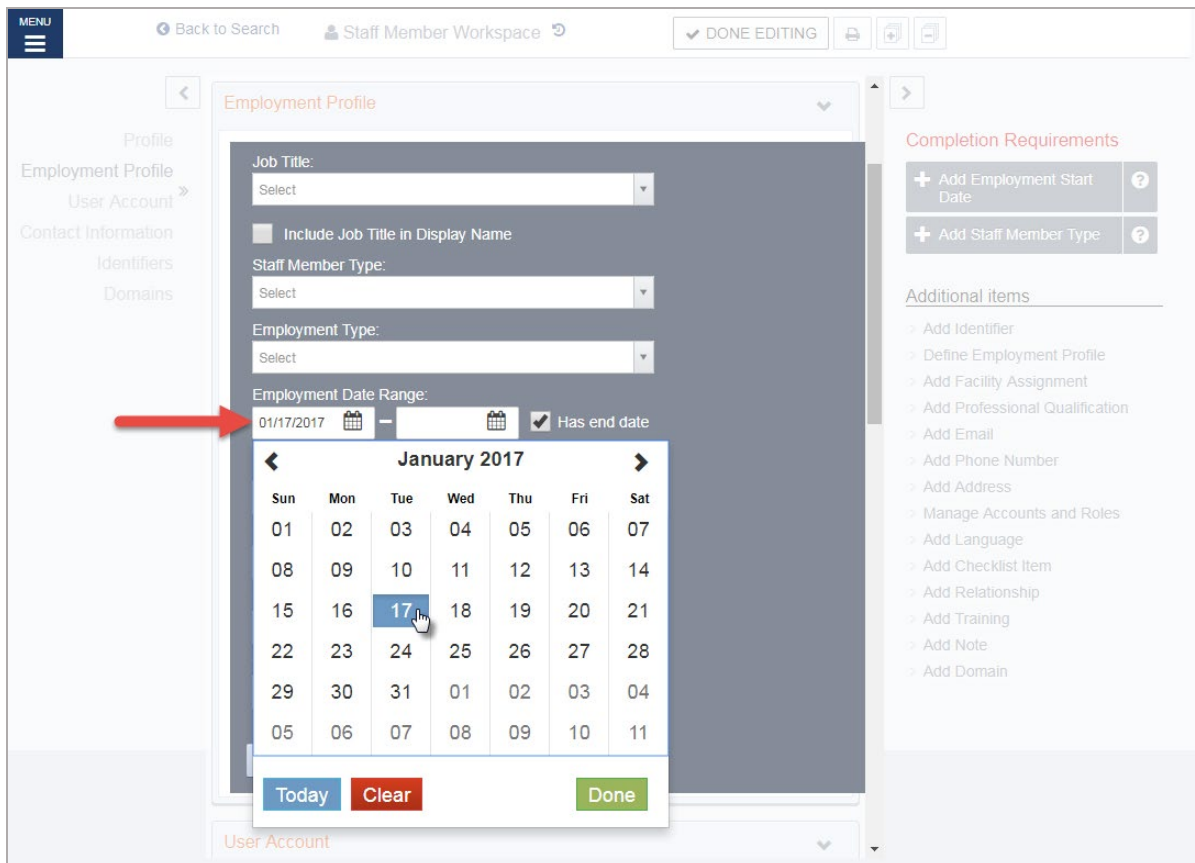 MENU
Back to Search
Staff Member Workspace
DONE EDITING
Profile
Employment Profile
User Account
Contact Information
Identifiers
Domains
Employment Profile
Job Title:
Select
Include Job Title in Display Name
Staff Member Type:
Select
Employment Type:
Select
Employment Date Range:
01/17/2017 – Has end date
January 2017
Sun Mon Tue Wed Thu Fri Sat
01 02 03 04 05 06 07
08 09 10 11 12 13 14
15 16 17 18 19 20 21
22 23 24 25 26 27 28
29 30 31 01 02 03 04
05 06 07 08 09 10 11
Today Clear Done
User Account
Completion Requirements
+ Add Employment Start ?
Date
+ Add Staff Member Type ?
Additional items
Add Identifier
Define Employment Profile
Add Facility Assignment
Add Professional Qualification
Add Email
Add Phone Number
Add Address
Manage Accounts and Roles
Add Language
Add Checklist Item
Add Relationship
Add Training
Add Note
Add Domain